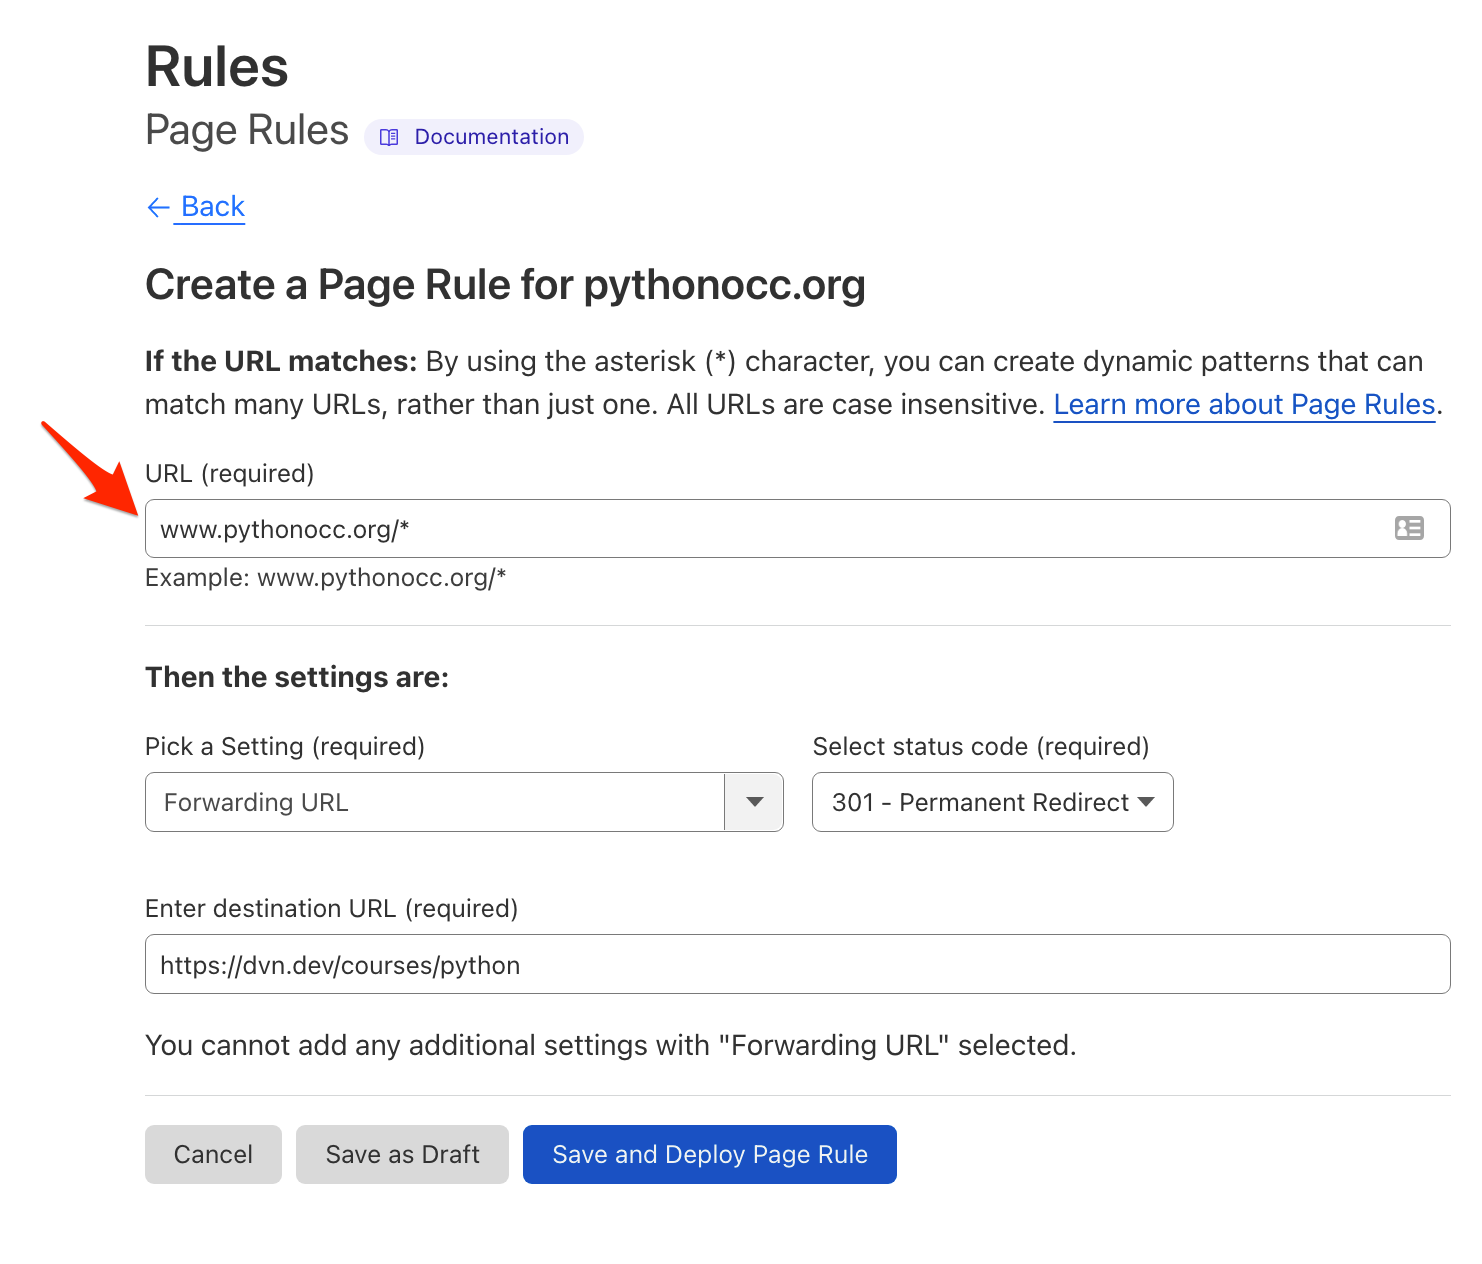 Rules
Page Rules
Documentation
← Back
Create a Page Rule for pythonocc.org
If the URL matches: By using the asterisk (*) character, you can create dynamic patterns that can
match many URLs, rather than just one. All URLs are case insensitive. Learn more about Page Rules.
URL (required)
www.pythonocc.org/*
Example: www.pythonocc.org/*
Then the settings are:
Pick a Setting (required)
Select status code (required)
Forwarding URL
301 - Permanent Redirect
Enter destination URL (required)
https://dvn.dev/courses/python
You cannot add any additional settings with "Forwarding URL" selected.
Cancel
Save as Draft
Save and Deploy Page Rule